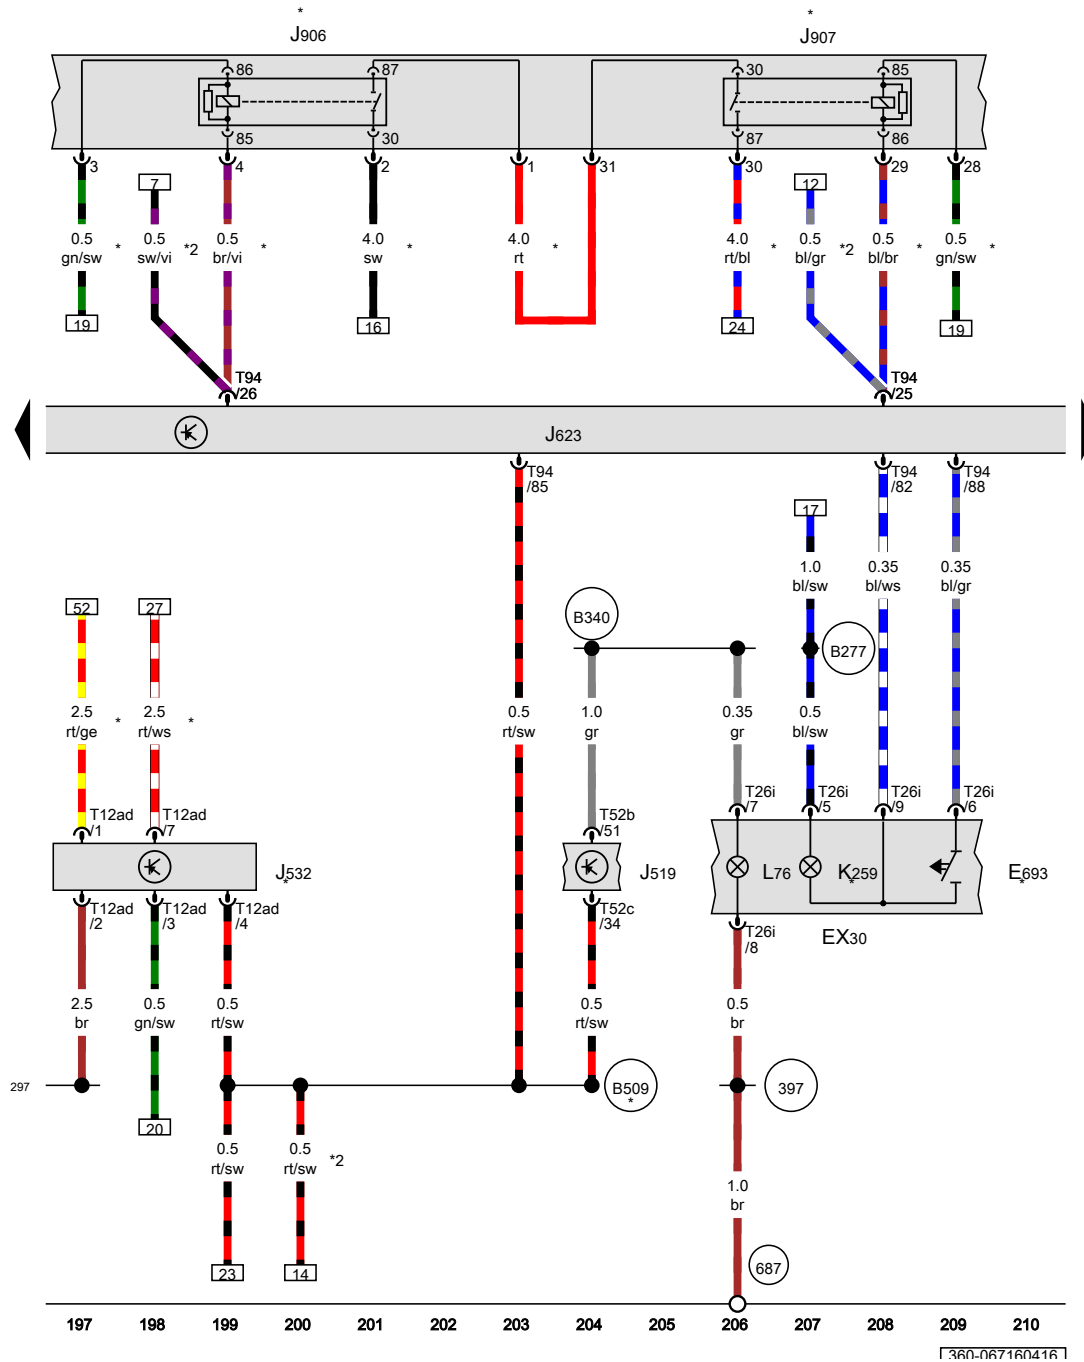 * *
J906 J907
86 87 30 85
85 30 87 86
3 4 2 1 31 30 29 28
7 12
0.5 0.5 0.5 4.0 4.0 4.0 0.5 0.5 0.5
gn/sw * sw/vi *2 br/vi * sw * rt * rt/bl * bl/gr *2 bl/br * gn/sw *
19 16 24 19
T94 T94
/26 /25
J623
T94 T94 T94
/85 /82 /88
17
1.0 0.35 0.35
bl/sw bl/ws bl/gr
52 27
B340
B277
2.5 2.5 0.5 1.0 0.35 0.5
rt/ge * rt/ws * rt/sw gr gr bl/sw
T26i T26i T26i T26i
/7 /5 /9 /6
T12ad T12ad T52b
/1 /7 /51
J532 J519 L76 K259 E693
* * *
T12ad T12ad T12ad T52c
/2 /3 /4 /34
T26i EX30
/8
2.5 0.5 0.5 0.5 0.5
br gn/sw rt/sw rt/sw br
297 B509 397
*
20
0.5 0.5 *2
rt/sw rt/sw
1.0
br
23 14 687
197 198 199 200 201 202 203 204 205 206 207 208 209 210
360-067160416